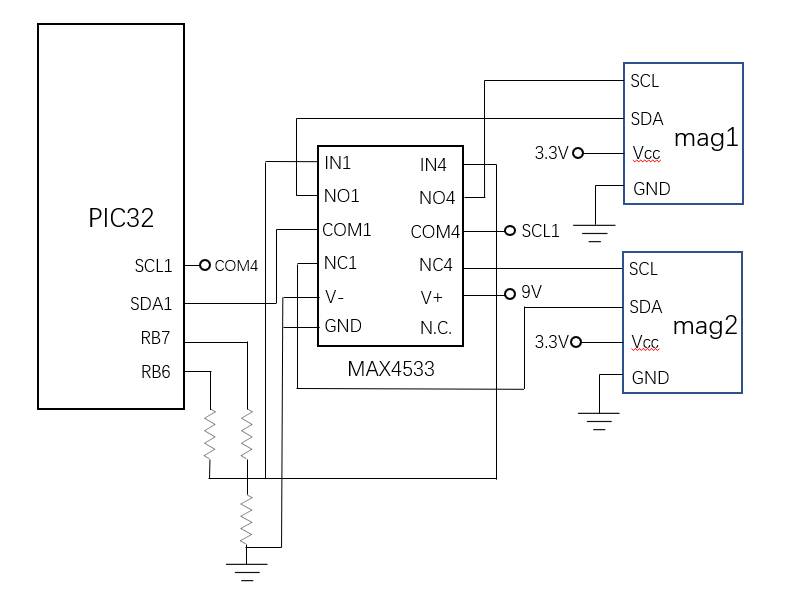 PIC32
SCL1
COM4
SDA1
RB7
RB6
IN1
NO1
COM1
NC1
V-
GND
IN4
NO4
COM4
NC4
V+
N.C.
MAX4533
SCL1
9V
SCL
SDA
mag1
3.3V
Vcc
GND
SCL
SDA
mag2
3.3V
Vcc
GND